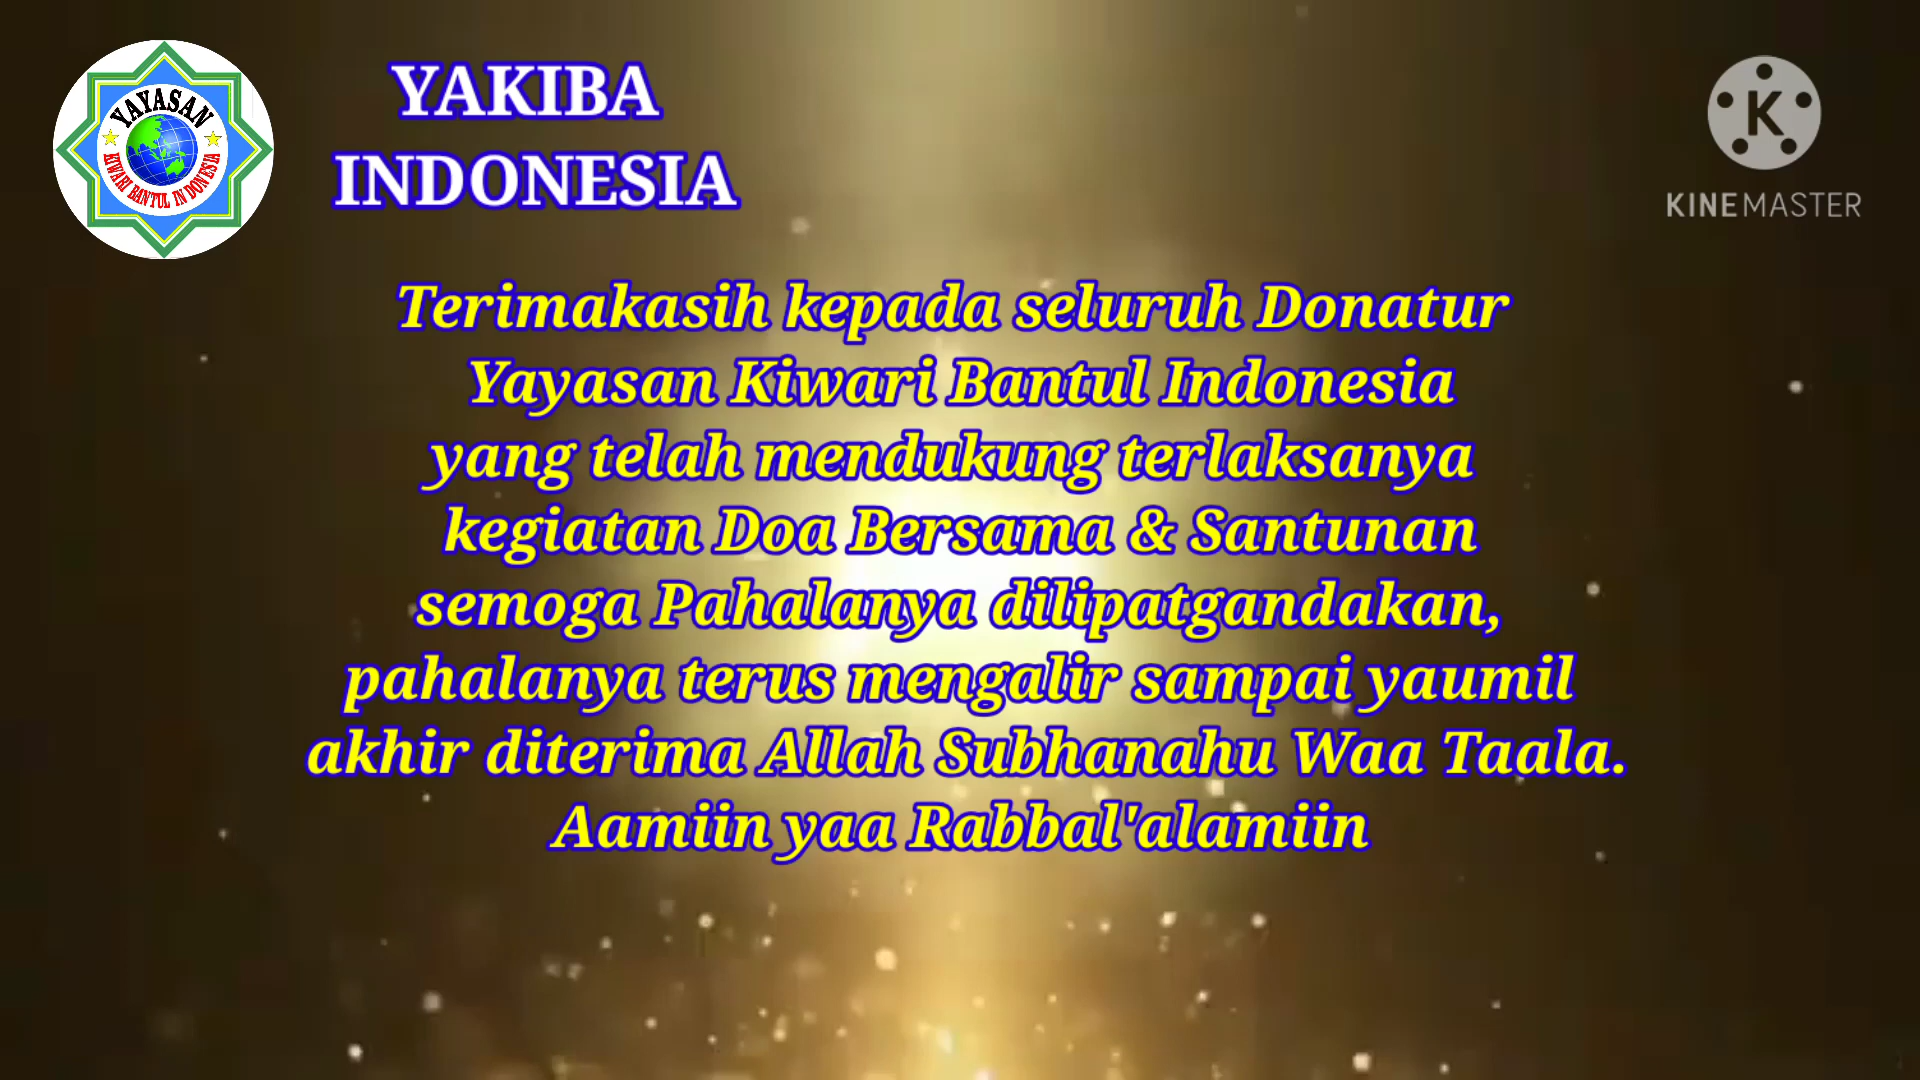 YAYASAN
KIWARI BANTUL INDONESIA
YAKIBA
INDONESIA
K
KINEMASTER
Terimakasih kepada seluruh Donatur
Yayasan Kiwari Bantul Indonesia
yang telah mendukung terlaksanya
kegiatan Doa Bersama & Santunan
semoga Pahalanya dilipatgandakan,
pahalanya terus mengalir sampai yaumil
akhir diterima Allah Subhanahu Waa Taala.
Aamiin yaa Rabbal'alamiin